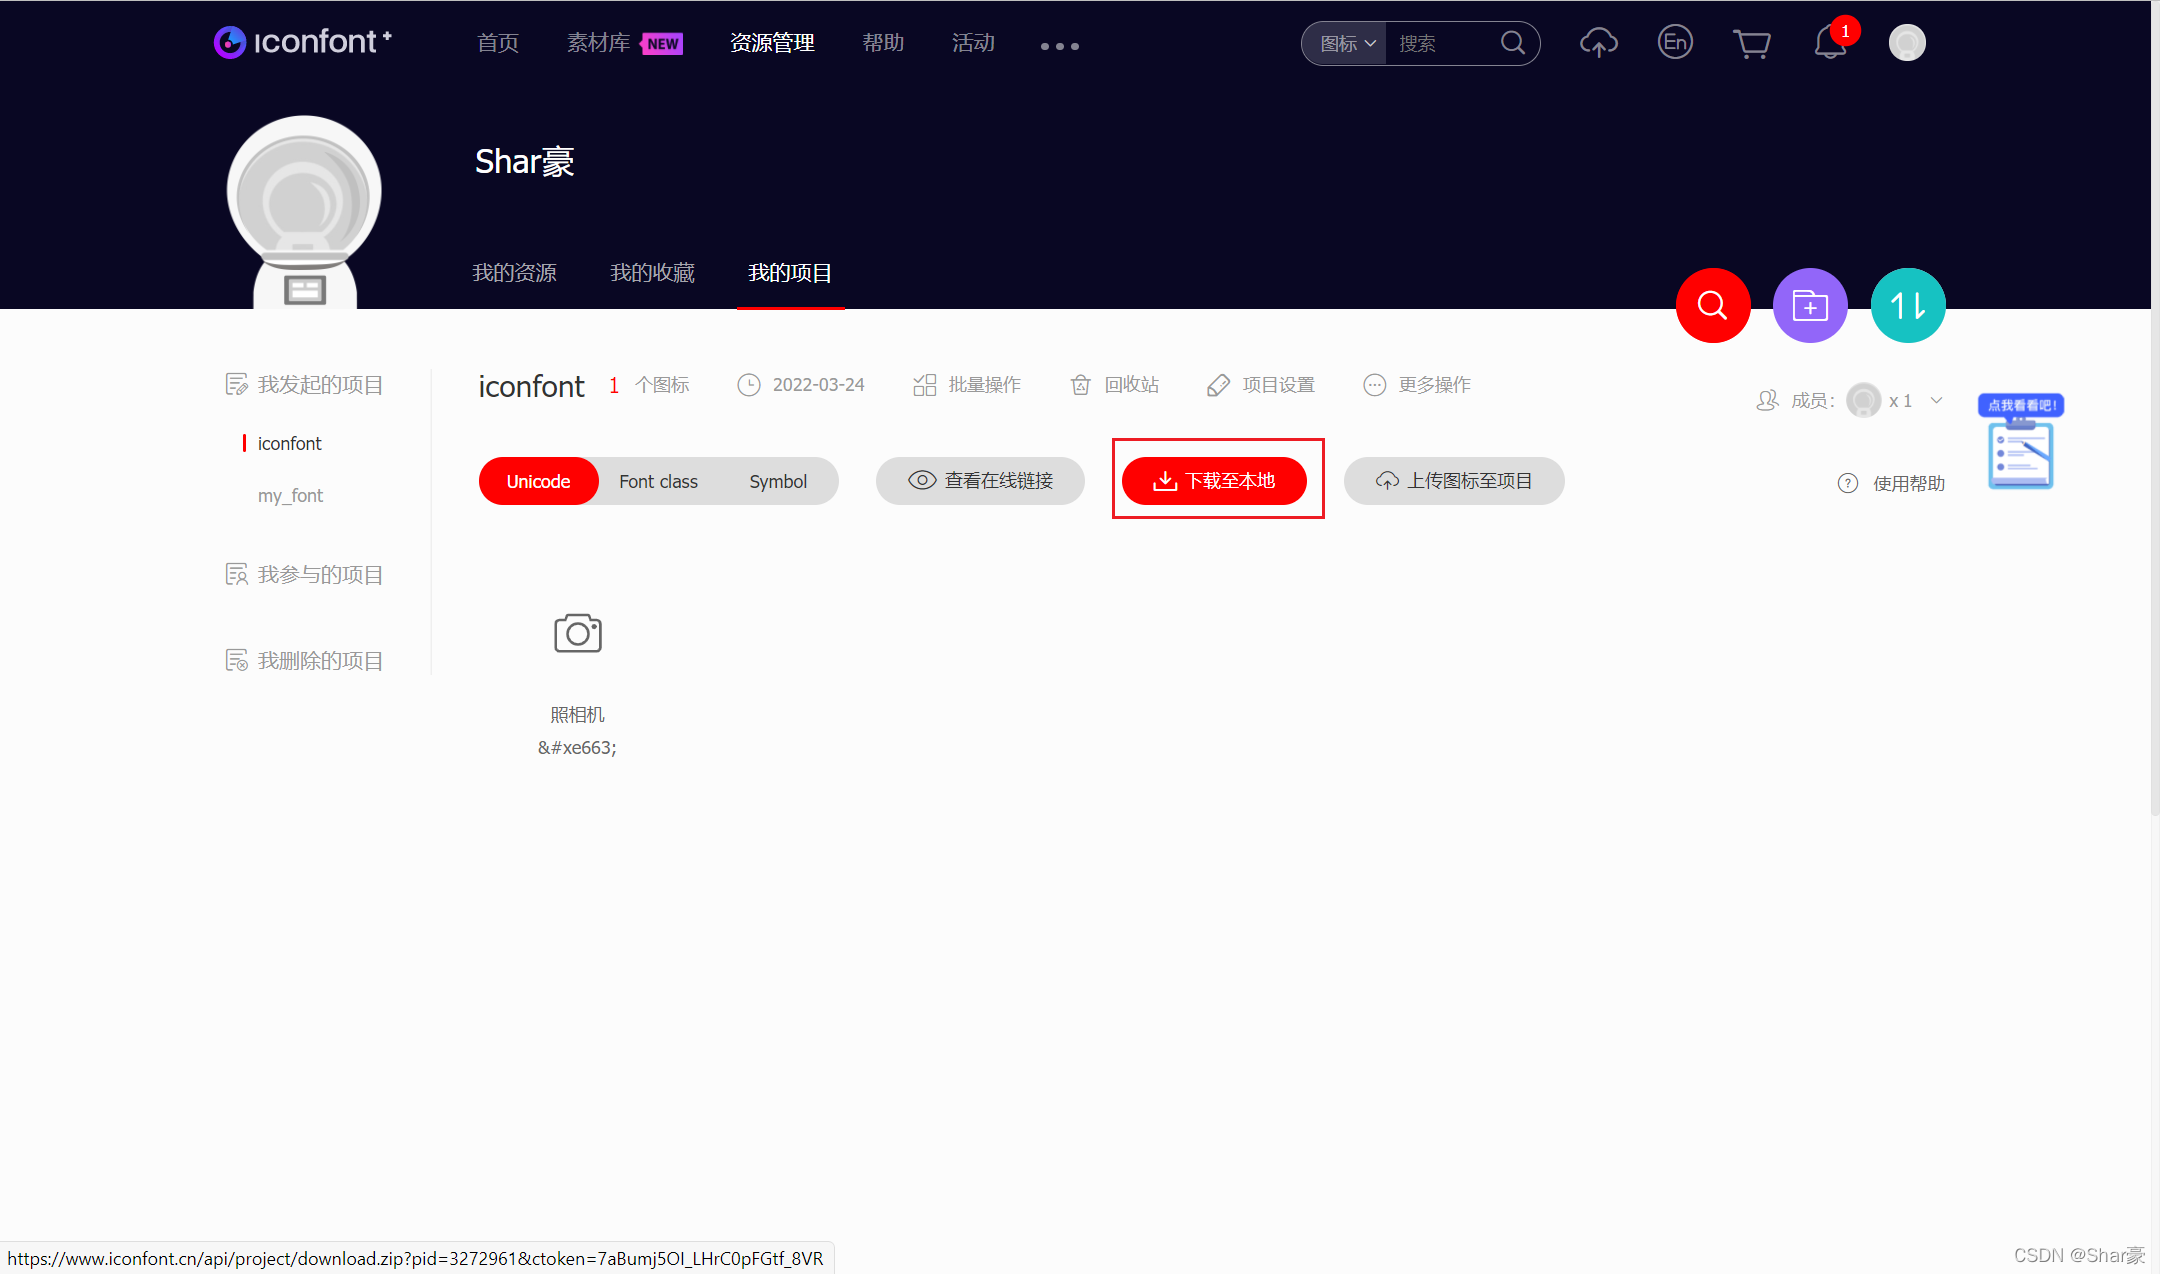 iconfont+
首页 素材库 NEW 资源管理 帮助 活动 ••• 图标 搜索 En 1
Shar豪
我的资源 我的收藏 我的项目
我发起的项目
iconfont
my_font
我参与的项目
我删除的项目
iconfont 1 个图标 2022-03-24 批量操作 回收站 项目设置 更多操作
成员: x 1
点我看看吧!
Unicode Font class Symbol 查看在线链接 下载至本地 上传图标至项目 ? 使用帮助
照相机
&#xe663;
https://www.iconfont.cn/api/project/download.zip?pid=3272961&ctoken=7aBumj5OI_LHrC0pFGtf_8VR
CSDN @Shar豪